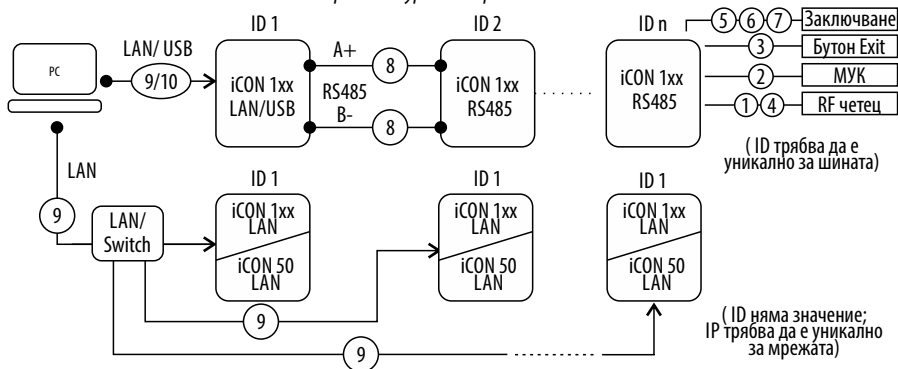 ID 1
ID 2
ID n
PC
LAN/ USB
9/10
iCON 1xx
LAN/USB
A+
8
RS485
B-
8
iCON 1xx
RS485
iCON 1xx
RS485
5 6 7 Заключване
3 Бутон Exit
2 МУК
1 4 RF четец
( ID трябва да е
уникално за шината)
LAN
9
LAN/
Switch
ID 1
iCON 1xx
LAN
iCON 50
LAN
ID 1
iCON 1xx
LAN
iCON 50
LAN
ID 1
iCON 1xx
LAN
iCON 50
LAN
9
9
( ID няма значение;
IP трябва да е уникално
за мрежата)